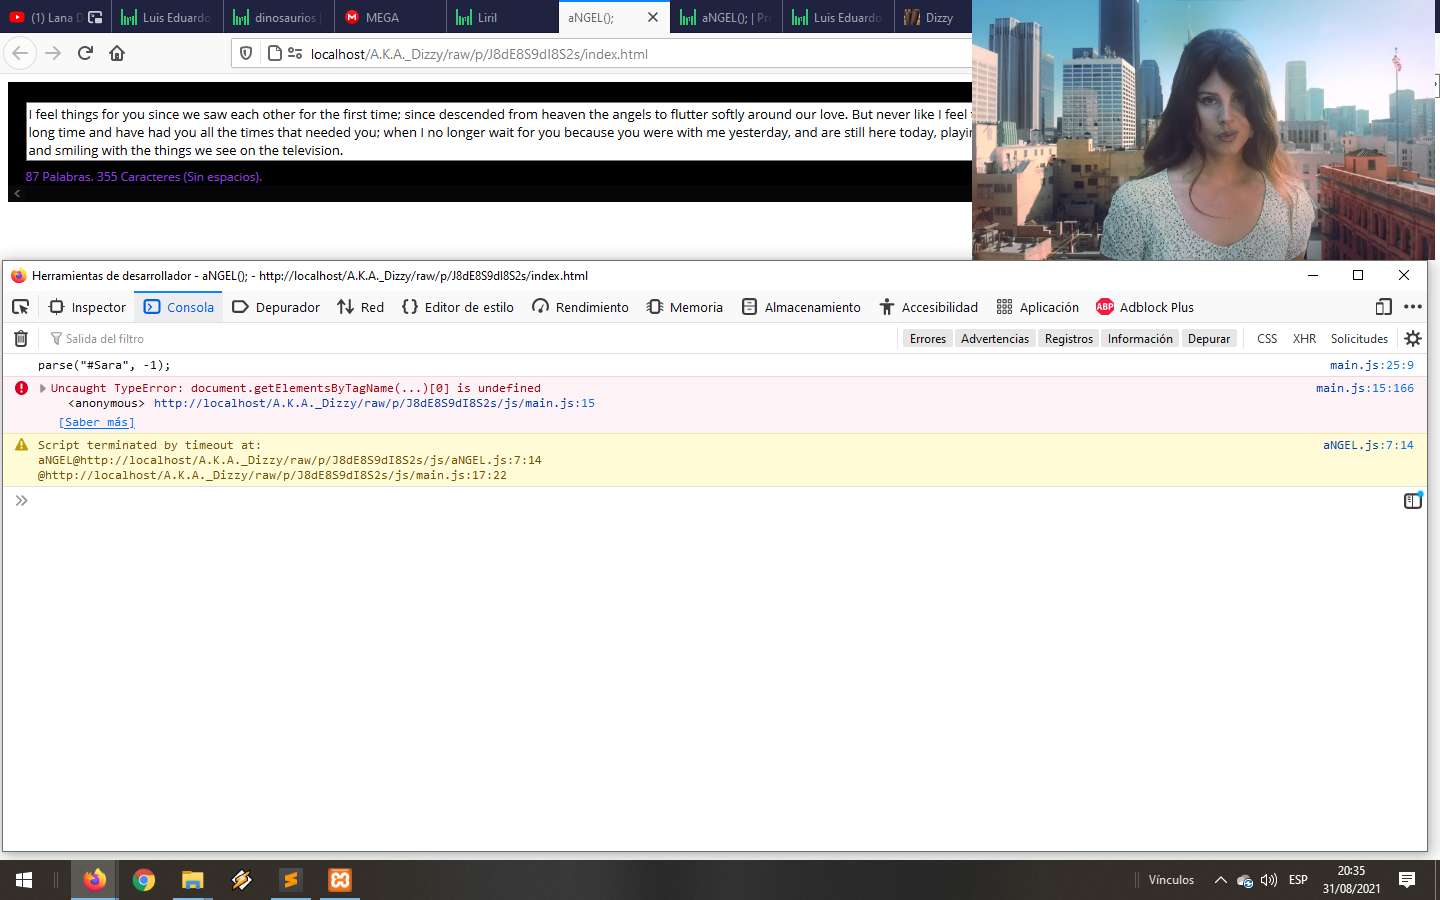 (1) Lana D
Luis Eduardo
dinosaurios |
MEGA
Liril
aNGEL();
aNGEL(); | Pr
Luis Eduardo
Dizzy
localhost/A.K.A._Dizzy/raw/p/J8dE8S9dI8S2s/index.html
I feel things for you since we saw each other for the first time; since descended from heaven the angels to flutter softly around our love. But never like I feel
long time and have had you all the times that needed you; when I no longer wait for you because you were with me yesterday, and are still here today, playin
and smiling with the things we see on the television.
87 Palabras. 355 Caracteres (Sin espacios).
Herramientas de desarrollador - aNGEL(); - http://localhost/A.K.A._Dizzy/raw/p/J8dE8S9dI8S2s/index.html
Inspector Consola Depurador Red Editor de estilo Rendimiento Memoria Almacenamiento Accesibilidad Aplicación ABP Adblock Plus
Salida del filtro Errores Advertencias Registros Información Depurar CSS XHR Solicitudes
parse("#Sara", -1); main.js:25:9
Uncaught TypeError: document.getElementsByTagName(...)[0] is undefined main.js:15:166
<anonymous> http://localhost/A.K.A._Dizzy/raw/p/J8dE8S9dI8S2s/js/main.js:15
[Saber más]
Script terminated by timeout at: aNGEL.js:7:14
aNGEL@http://localhost/A.K.A._Dizzy/raw/p/J8dE8S9dI8S2s/js/aNGEL.js:7:14
@http://localhost/A.K.A._Dizzy/raw/p/J8dE8S9dI8S2s/js/main.js:17:22
Vínculos ESP 20:35
31/08/2021